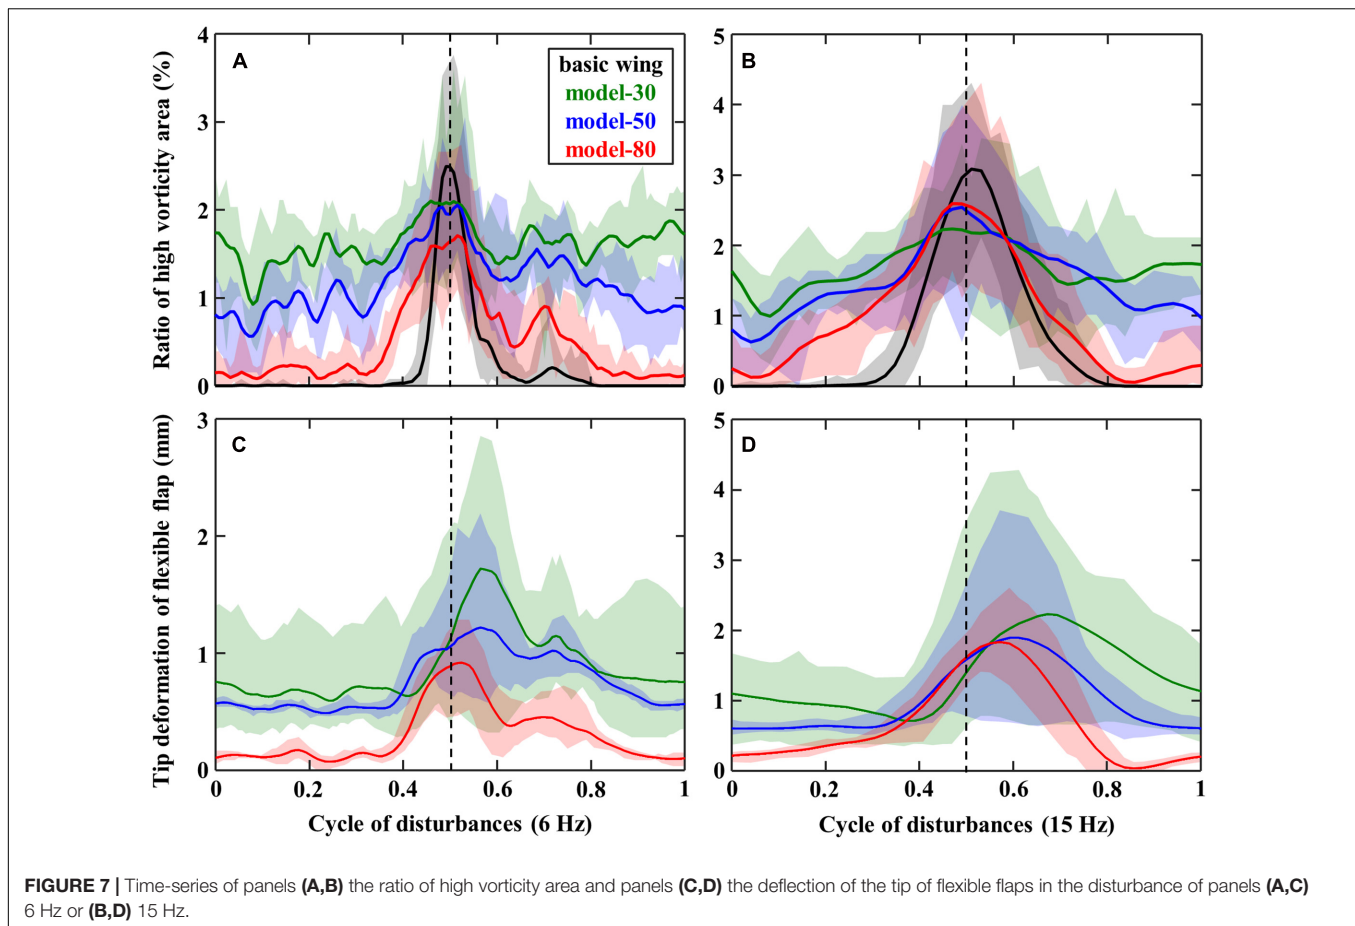 A
B
Ratio of high vorticity area (%)
4
3
2
1
0
basic wing
model-30
model-50
model-80
5
4
3
2
1
0
C
D
Tip deformation of flexible flap (mm)
3
2
1
0
5
4
3
2
1
0
0 0.2 0.4 0.6 0.8 1
0 0.2 0.4 0.6 0.8 1
Cycle of disturbances (6 Hz)
Cycle of disturbances (15 Hz)
FIGURE 7 | Time-series of panels (A,B) the ratio of high vorticity area and panels (C,D) the deflection of the tip of flexible flaps in the disturbance of panels (A,C)
6 Hz or (B,D) 15 Hz.